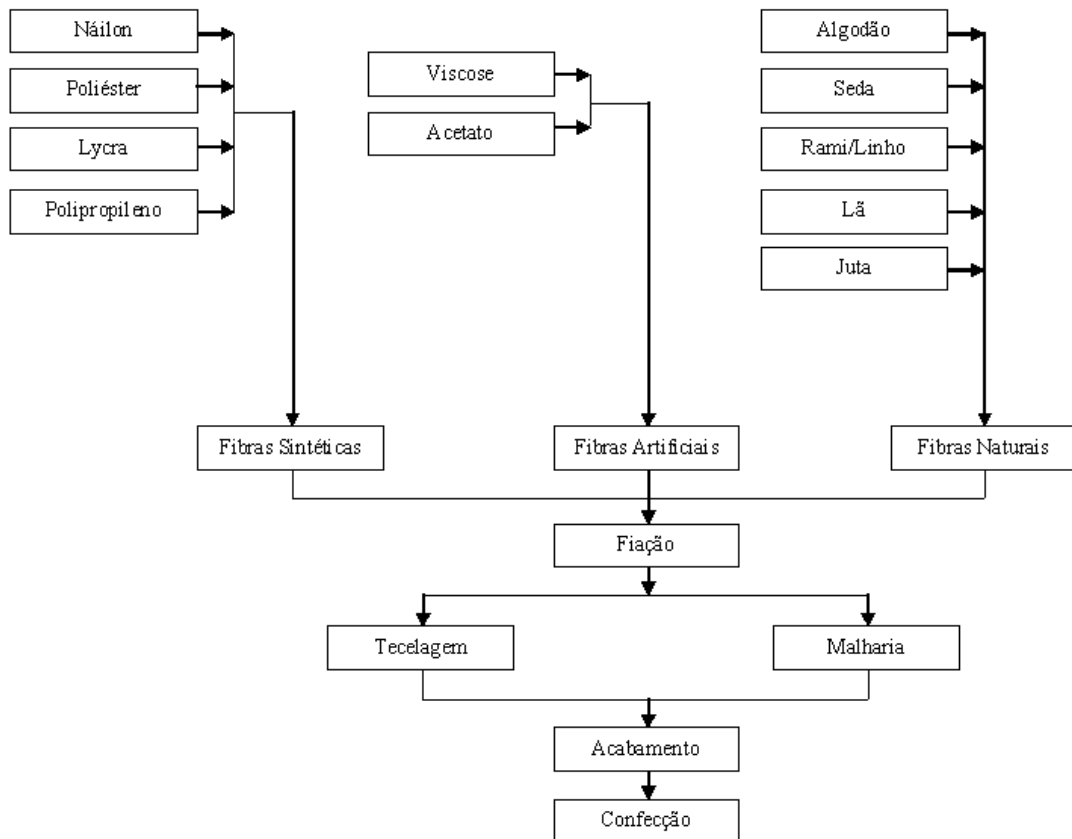 Náilon
Poliéster
Lycra
Polipropileno
Viscose
Acetato
Algodão
Seda
Rami/Linho
Lã
Juta
Fibras Sintéticas
Fibras Artificiais
Fibras Naturais
Fiação
Tecelagem
Malharia
Acabamento
Confecção